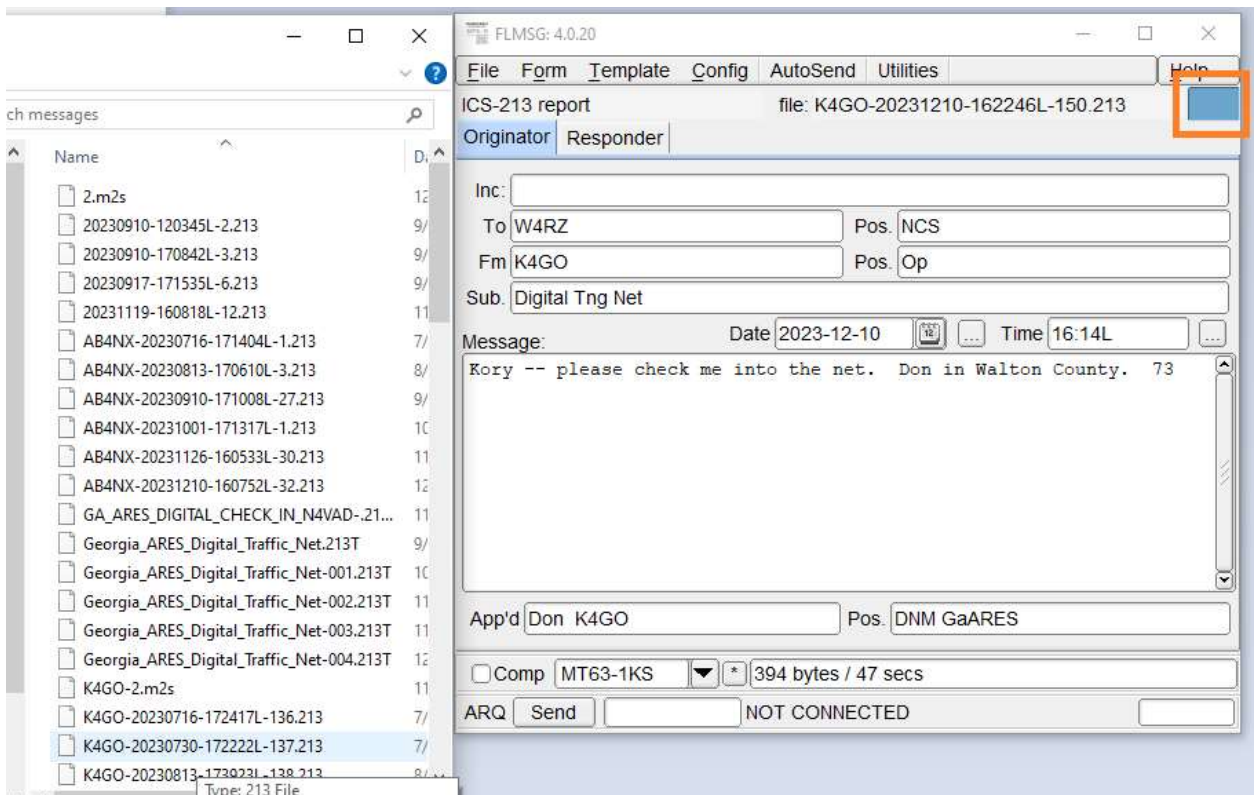 ch messages
Name
2.m2s
20230910-120345L-2.213
20230910-170842L-3.213
20230917-171535L-6.213
20231119-160818L-12.213
AB4NX-20230716-171404L-1.213
AB4NX-20230813-170610L-3.213
AB4NX-20230910-171008L-27.213
AB4NX-20231001-171317L-1.213
AB4NX-20231126-160533L-30.213
AB4NX-20231210-160752L-32.213
GA_ARES_DIGITAL_CHECK_IN_N4VAD-.21...
Georgia_ARES_Digital_Traffic_Net.213T
Georgia_ARES_Digital_Traffic_Net-001.213T
Georgia_ARES_Digital_Traffic_Net-002.213T
Georgia_ARES_Digital_Traffic_Net-003.213T
Georgia_ARES_Digital_Traffic_Net-004.213T
K4GO-2.m2s
K4GO-20230716-172417L-136.213
K4GO-20230730-172222L-137.213
K4GO-20230813-173923L-138.213
Type: 213 File
FLMSG: 4.0.20
File Form Template Config AutoSend Utilities Help
ICS-213 report file: K4GO-20231210-162246L-150.213
Originator Responder
Inc:
To W4RZ Pos. NCS
Fm K4GO Pos. Op
Sub. Digital Tng Net
Message: Date 2023-12-10 12 ... Time 16:14L ...
Kory -- please check me into the net. Don in Walton County. 73
App'd Don K4GO Pos. DNM GaARES
Comp MT63-1KS * 394 bytes / 47 secs
ARQ Send NOT CONNECTED